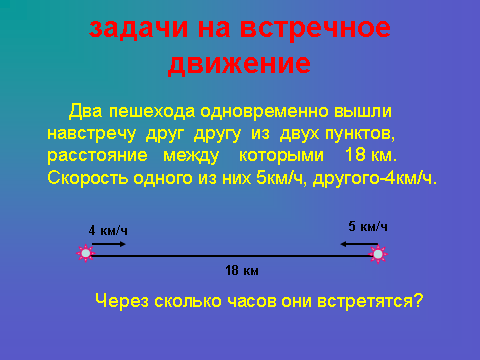 задачи на встречное
движение
Два пешехода одновременно вышли
навстречу друг другу из двух пунктов,
расстояние между которыми 18 км.
Скорость одного из них 5км/ч, другого-4км/ч.
4 км/ч
5 км/ч
18 км
Через сколько часов они встретятся?